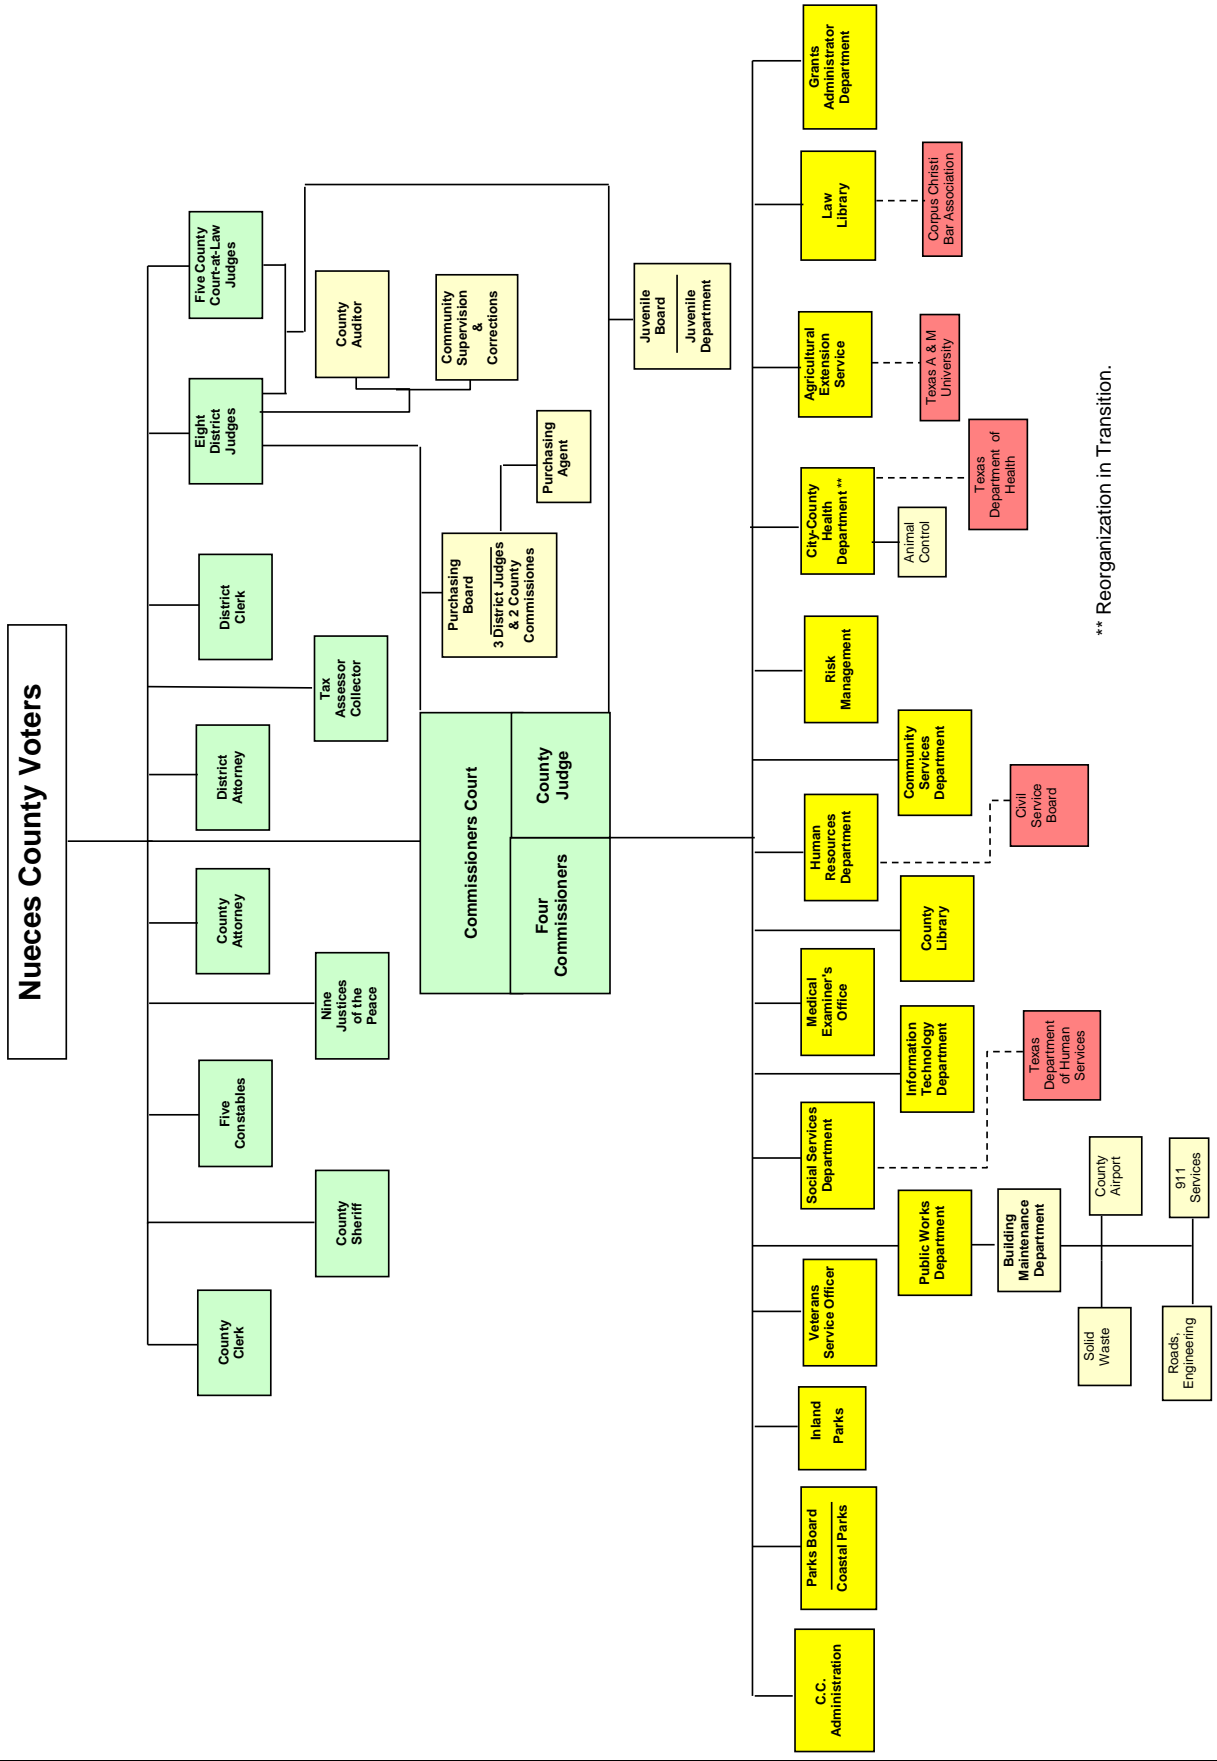 Nueces County Voters
County
Clerk
County
Sheriff
Five
Constables
Nine
Justices
of the
Peace
County
Attorney
District
Attorney
Tax
Assessor
Collector
District
Clerk
Eight
District
Judges
Five County
Court-at-Law
Judges
County
Auditor
Community
Supervision
&
Corrections
Commissioners Court
Four
Commissioners
County
Judge
Purchasing
Board
3 District Judges
& 2 County
Commissiones
Purchasing
Agent
Juvenile
Board
Juvenile
Department
C.C.
Administration
Parks Board
Coastal Parks
Inland
Parks
Veterans
Service Officer
Public Works
Department
Building
Maintenance
Department
Solid
Waste
County
Airport
Roads,
Engineering
911
Services
Social Services
Department
Texas
Department
of Human
Services
Information
Technology
Department
Medical
Examiner's
Office
County
Library
Human
Resources
Department
Civil
Service
Board
Community
Services
Department
Risk
Management
City-County
Health
Department **
Animal
Control
Texas
Department of
Health
Agricultural
Extension
Service
Texas A & M
University
Law
Library
Corpus Christi
Bar Association
Grants
Administrator
Department
** Reorganization in Transition.